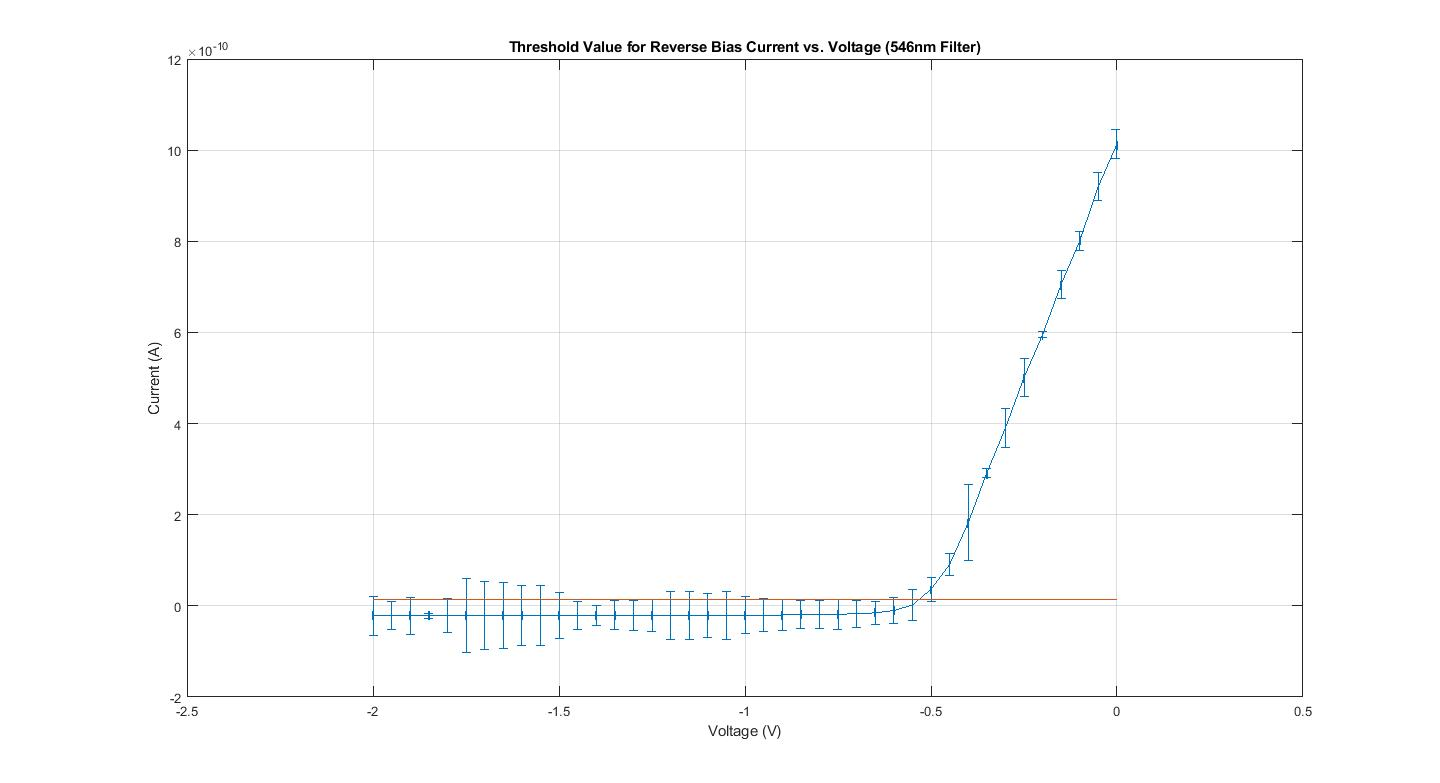 Threshold Value for Reverse Bias Current vs. Voltage (546nm Filter)
×10^-10
12
10
8
6
4
2
0
-2
Current (A)
-2.5 -2 -1.5 -1 -0.5 0 0.5
Voltage (V)